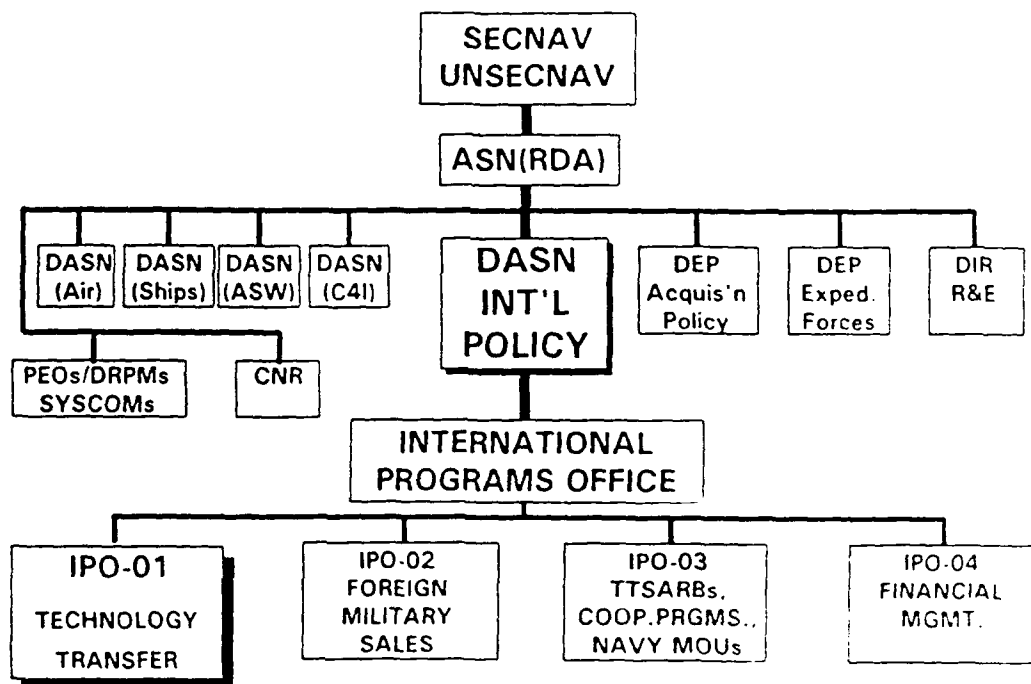 SECNAV
UNSECNAV
ASN(RDA)
DASN
(Air)
DASN
(Ships)
DASN
(ASW)
DASN
(C4I)
DASN
INT'L
POLICY
DEP
Acquis'n
Policy
DEP
Exped.
Forces
DIR
R&E
PEOs/DRPMs
SYSCOMs
CNR
INTERNATIONAL
PROGRAMS OFFICE
IPO-01
TECHNOLOGY
TRANSFER
IPO-02
FOREIGN
MILITARY
SALES
IPO-03
TTSARBs,
COOP.PRGMS.,
NAVY MOUs
IPO-04
FINANCIAL
MGMT.